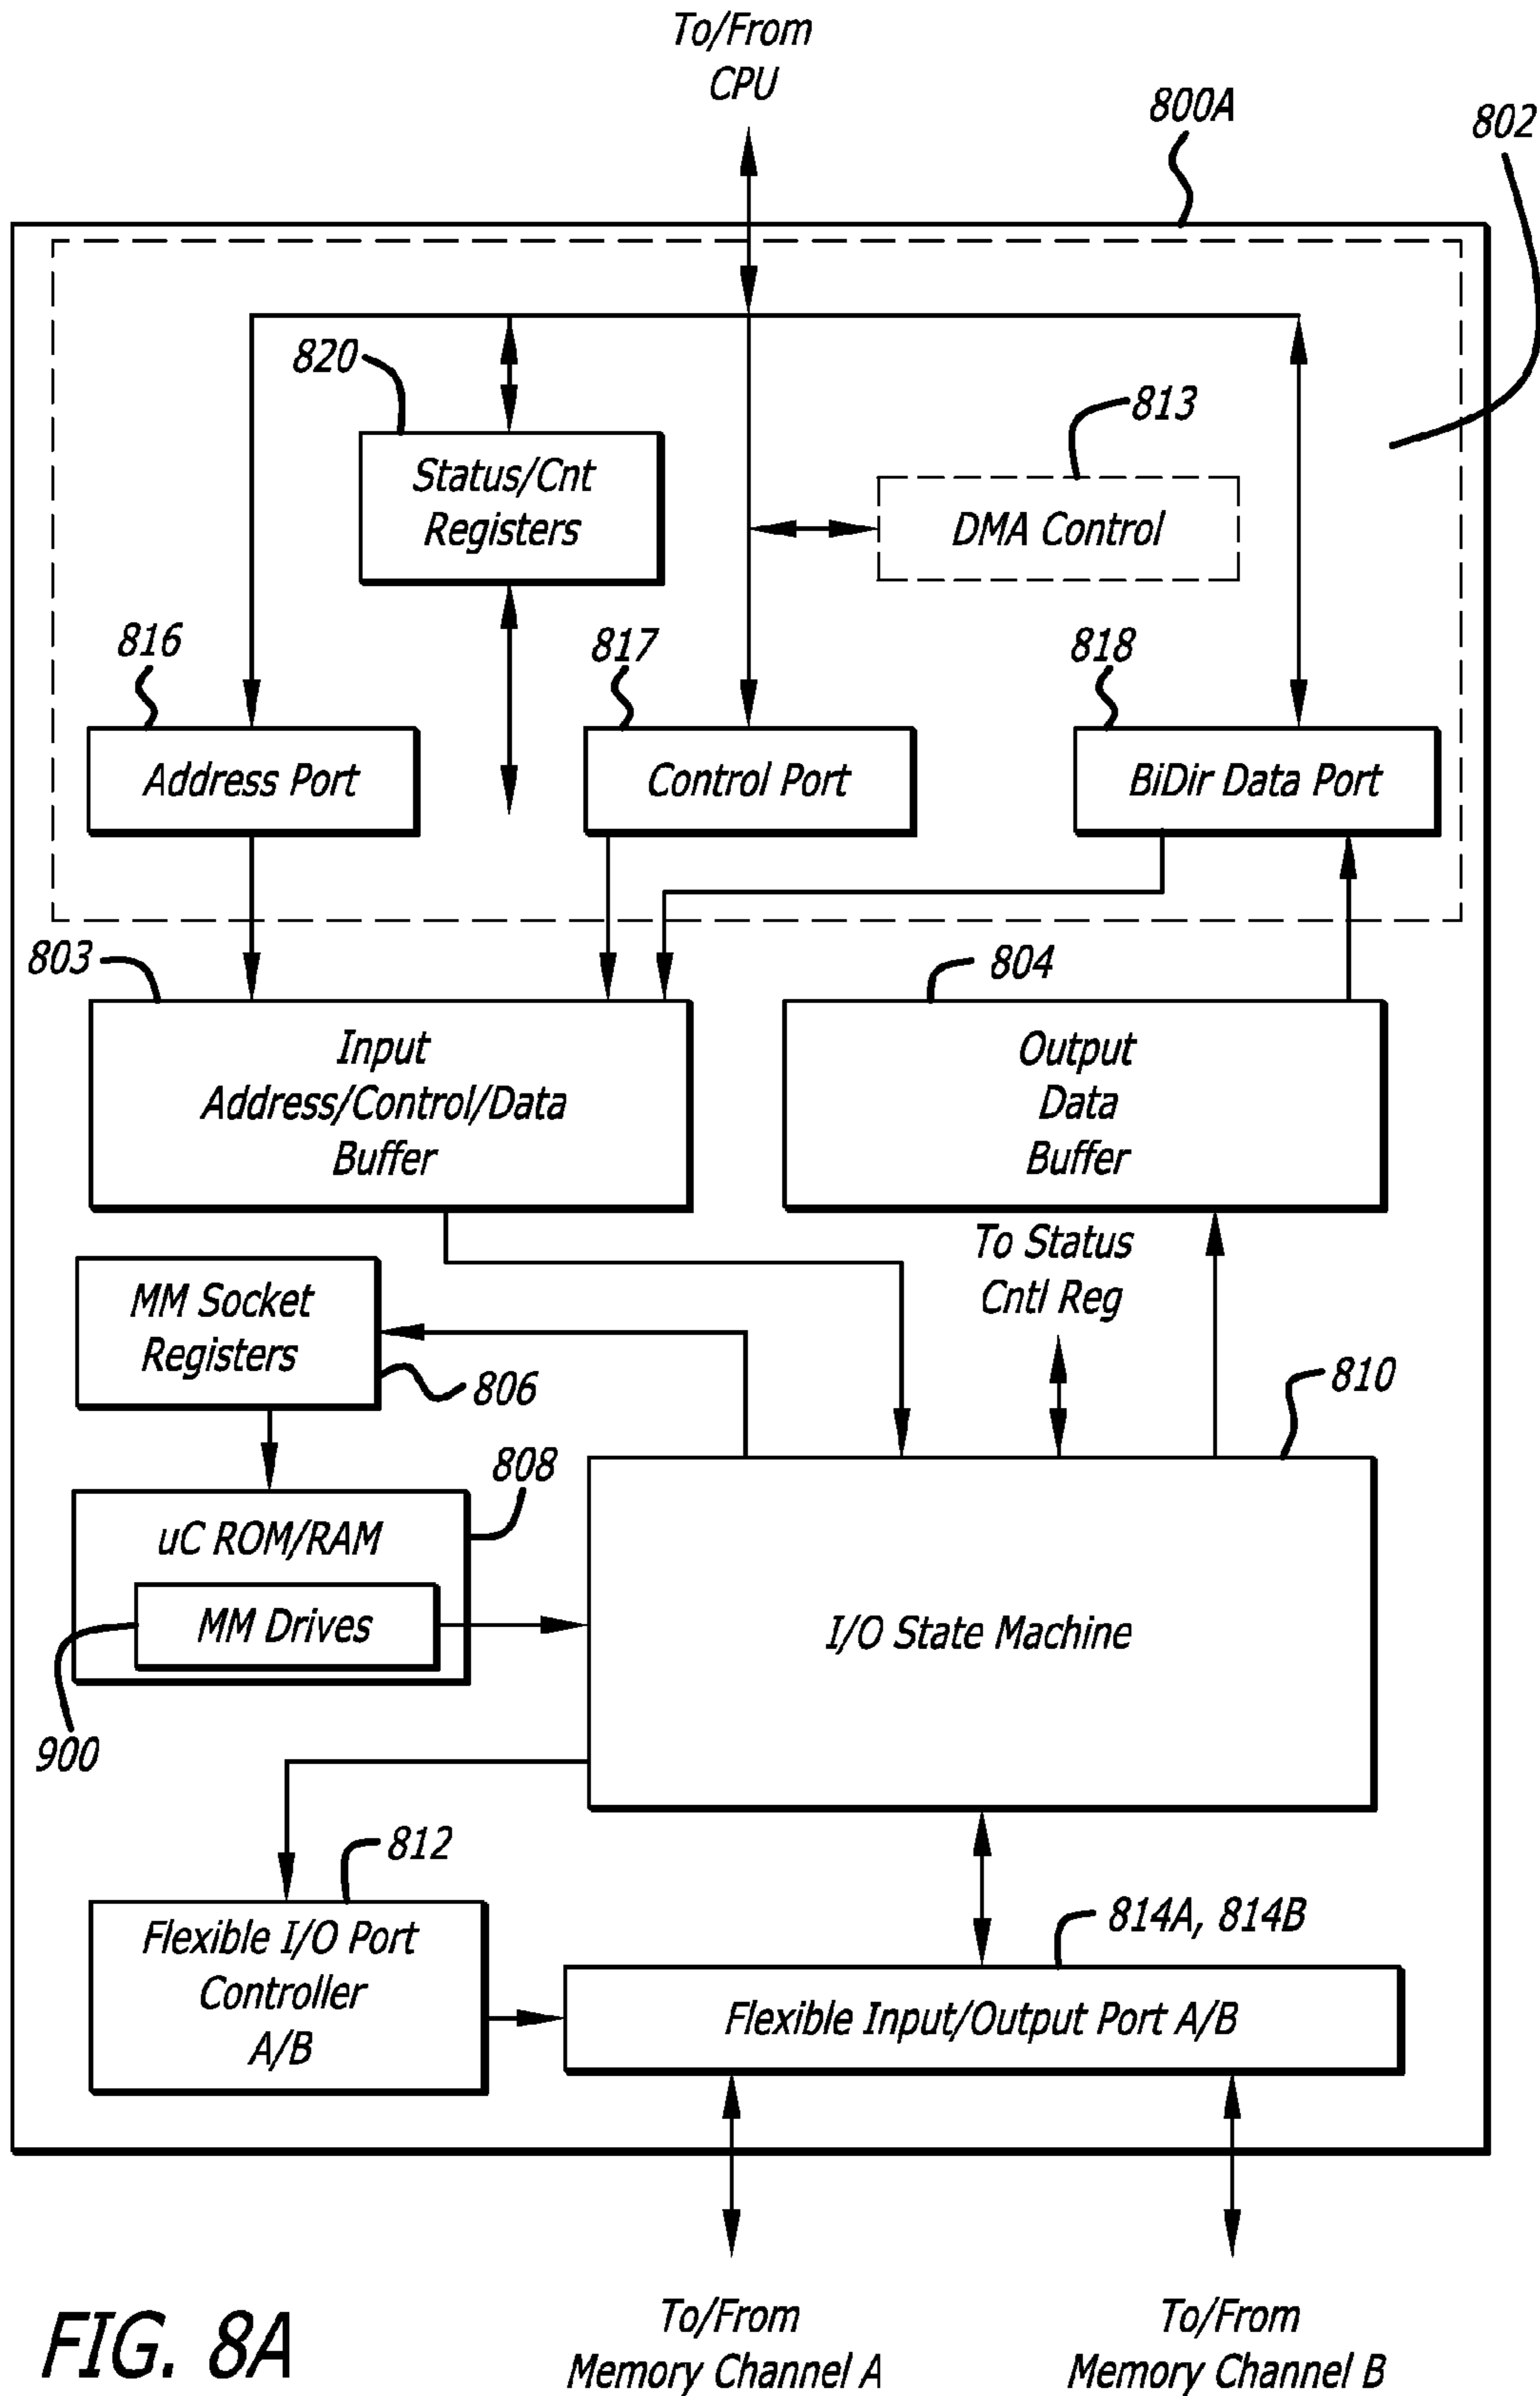 To/From
CPU
800A
802
820
813
Status/Cnt
Registers
DMA Control
816
817
818
Address Port
Control Port
BiDir Data Port
803
804
Input
Address/Control/Data
Buffer
Output
Data
Buffer
To Status
Cntl Reg
MM Socket
Registers
806
810
808
uC ROM/RAM
MM Drives
I/O State Machine
900
812
Flexible I/O Port
Controller
A/B
814A, 814B
Flexible Input/Output Port A/B
To/From
Memory Channel A
To/From
Memory Channel B
FIG. 8A